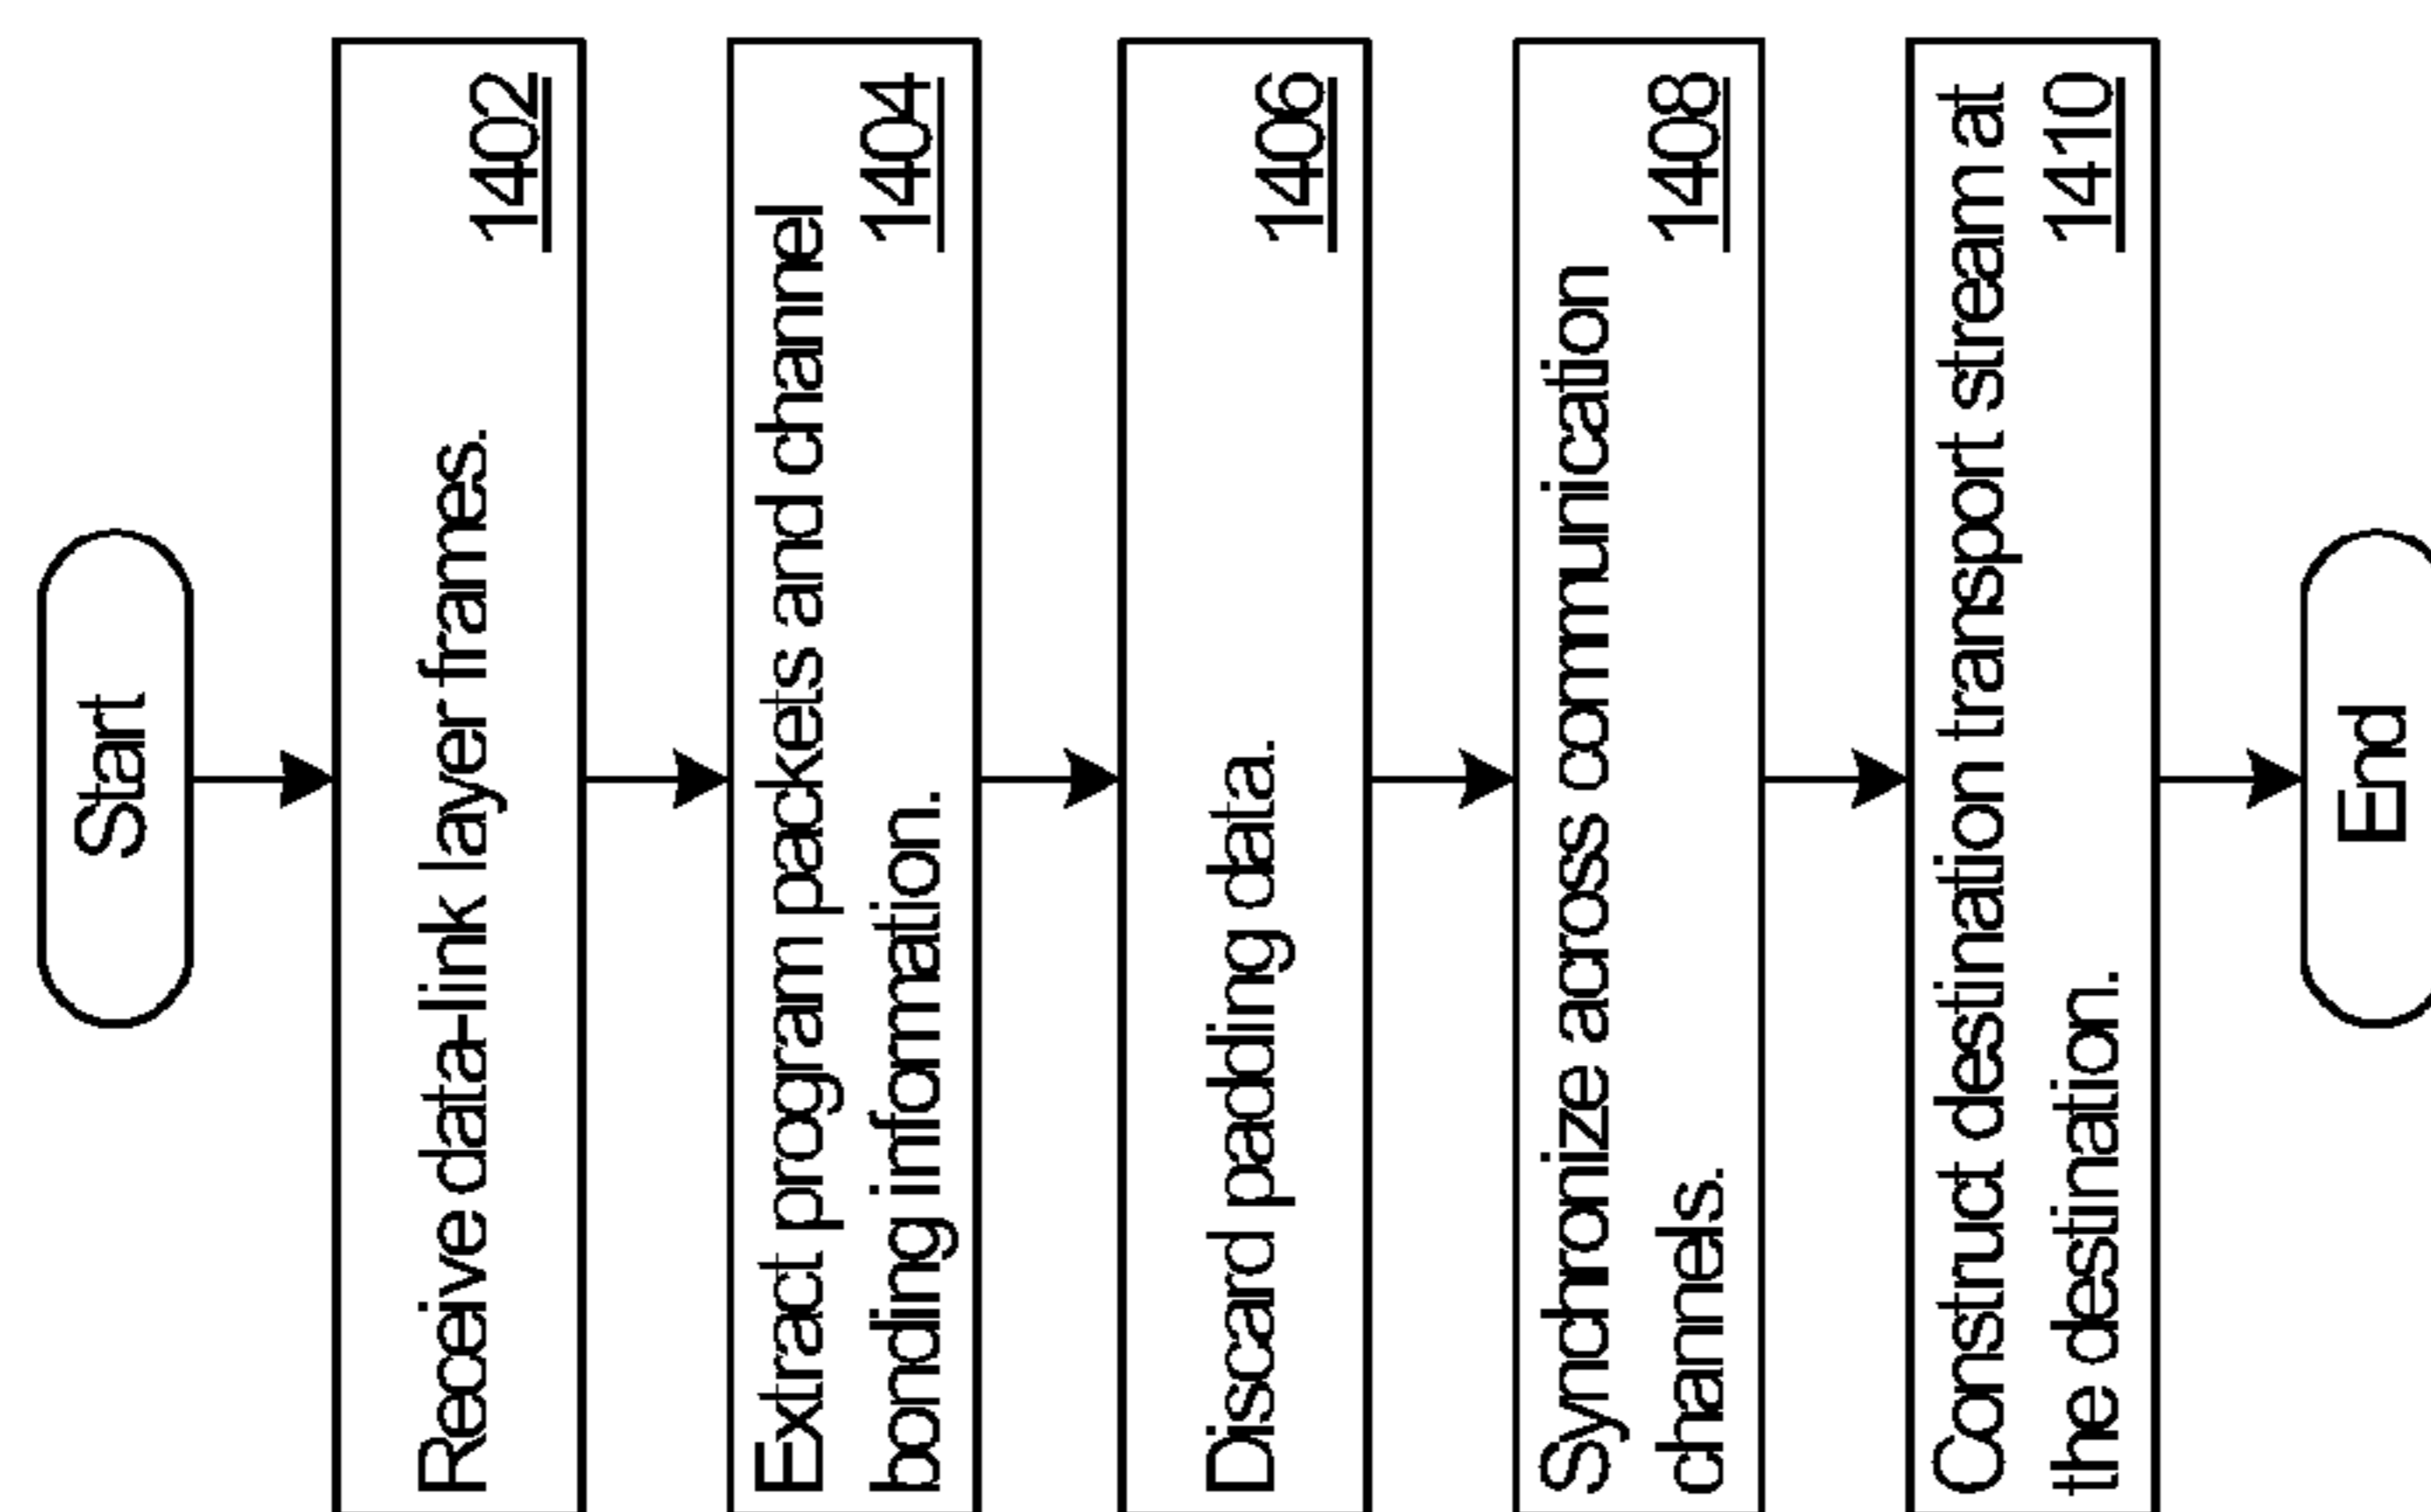 Start
Receive data-link layer frames.
1402
Extract program packets and channel
bonding information.
1404
Discard padding data.
1406
Synchronize across communication
channels.
1408
Construct destination transport stream at
the destination.
1410
End